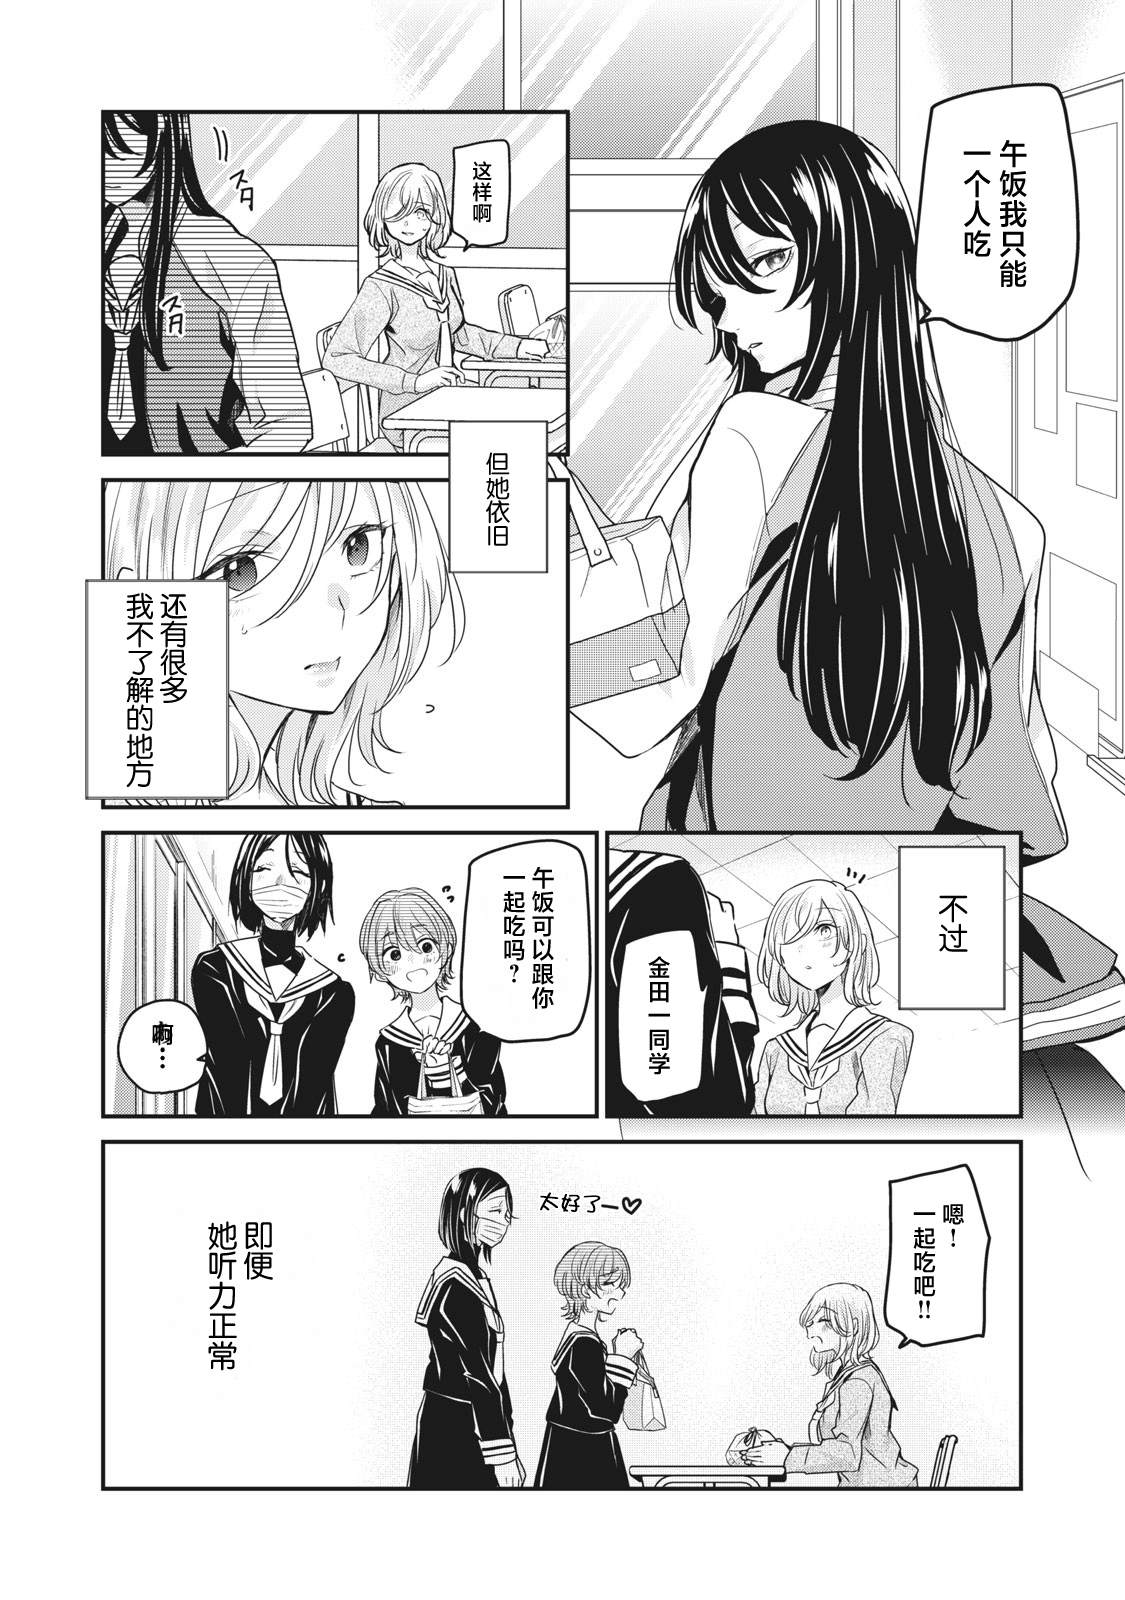 午饭我只能
一个人吃
这样啊
スタ
スタ
但她依旧
还有很多
我不了解的地方
不过
金田一同学
午饭可以跟你
一起吃吗?
啊…
嗯!
一起吃吧!!
太好了ー♡
即便
她听力正常